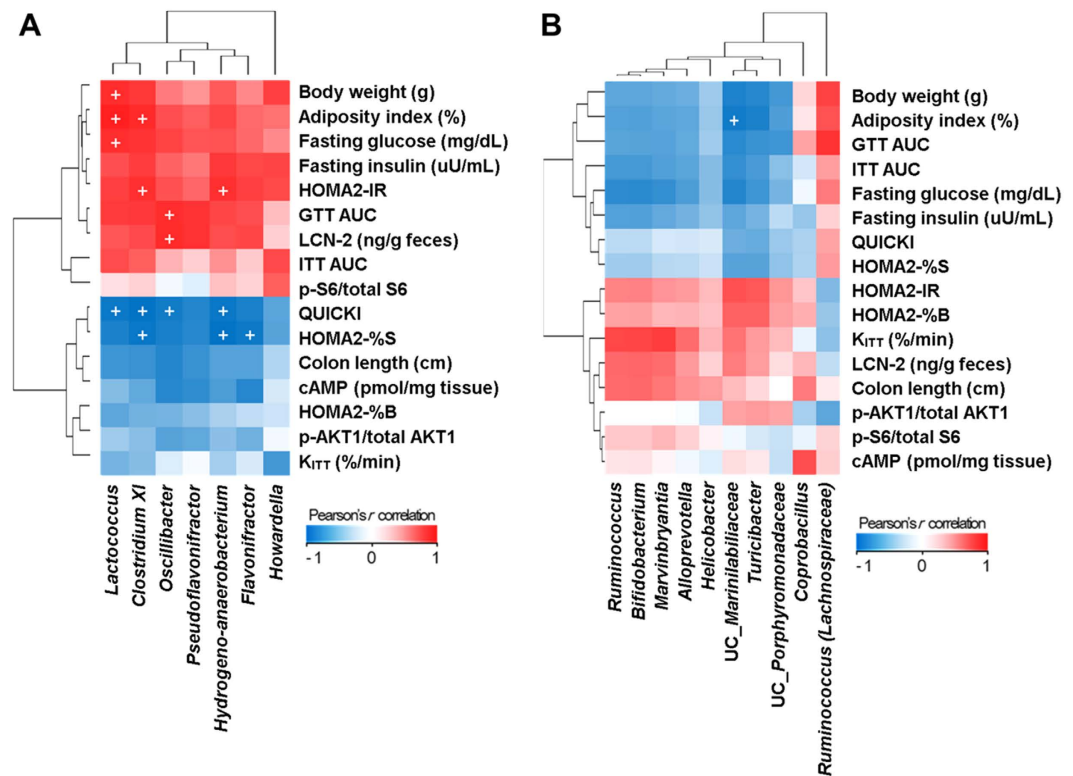 A
Body weight (g)
Adiposity index (%)
Fasting glucose (mg/dL)
Fasting insulin (uU/mL)
HOMA2-IR
GTT AUC
LCN-2 (ng/g feces)
ITT AUC
p-S6/total S6
QUICKI
HOMA2-%S
Colon length (cm)
cAMP (pmol/mg tissue)
HOMA2-%B
p-AKT1/total AKT1
KITT (%/min)
+
+ +
+
+ +
+
+
+ + + +
+ + +
Lactococcus
Clostridium XI
Oscillibacter
Pseudoflavonifractor
Hydrogeno-anaerobacterium
Flavonifractor
Howardella
Pearson's r correlation
-1 0 1
B
Body weight (g)
Adiposity index (%)
GTT AUC
ITT AUC
Fasting glucose (mg/dL)
Fasting insulin (uU/mL)
QUICKI
HOMA2-%S
HOMA2-IR
HOMA2-%B
KITT (%/min)
LCN-2 (ng/g feces)
Colon length (cm)
p-AKT1/total AKT1
p-S6/total S6
cAMP (pmol/mg tissue)
+
Ruminococcus
Bifidobacterium
Marvinbryantia
Alloprevotella
Helicobacter
UC_Marinilabiliaceae
Turicibacter
UC_Porphyromonadaceae
Coprobacillus
Ruminococcus (Lachnospiraceae)
Pearson's r correlation
-1 0 1